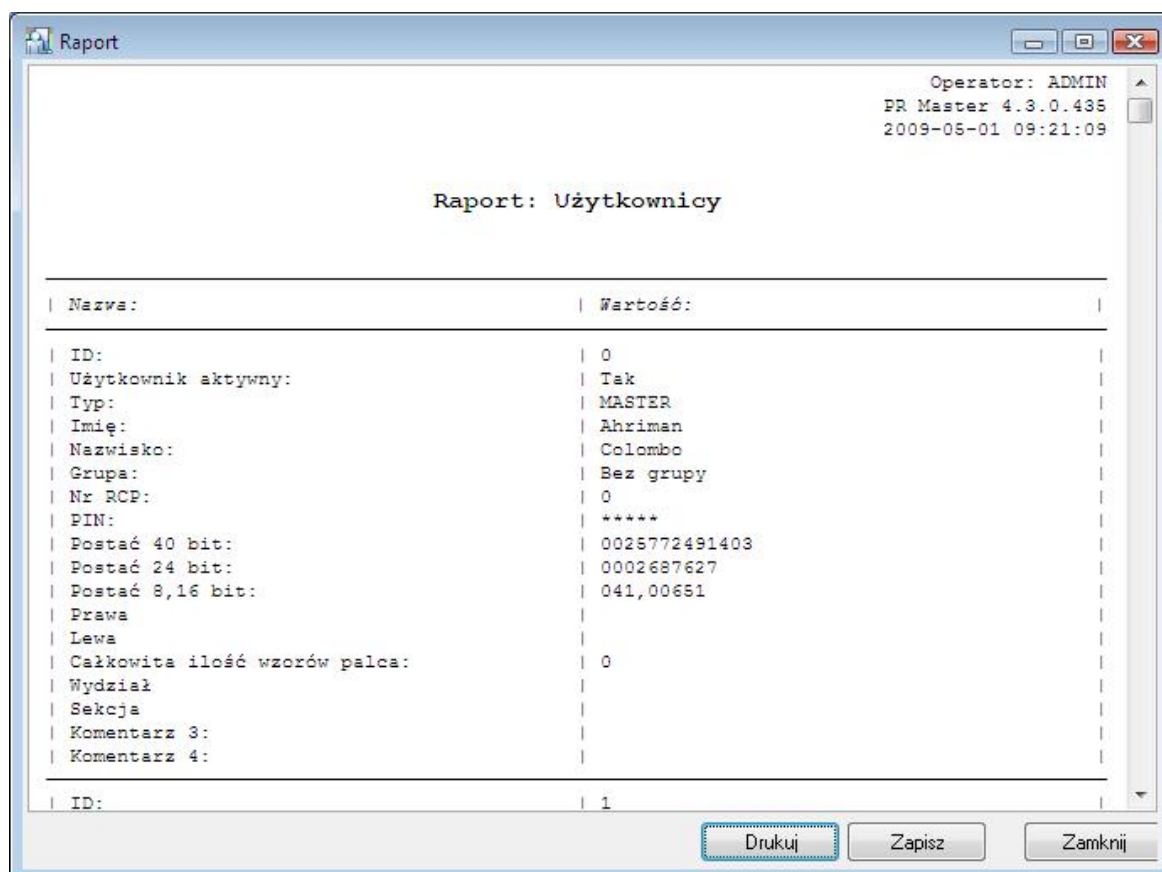 Raport
Operator: ADMIN
PR Master 4.3.0.435
2009-05-01 09:21:09
Raport: Użytkownicy
| Nazwa: | Wartość: |
| ID: | 0 |
| Użytkownik aktywny: | Tak |
| Typ: | MASTER |
| Imię: | Ahriman |
| Nazwisko: | Colombo |
| Grupa: | Bez grupy |
| Nr RCP: | 0 |
| PIN: | ***** |
| Postać 40 bit: | 0025772491403 |
| Postać 24 bit: | 0002687627 |
| Postać 8,16 bit: | 041,00651 |
| Prawa | |
| Lewa | |
| Całkowita ilość wzorów palca: | 0 |
| Wydział | |
| Sekcja | |
| Komentarz 3: | |
| Komentarz 4: | |
| ID: | 1 |
Drukuj Zapisz Zamknij